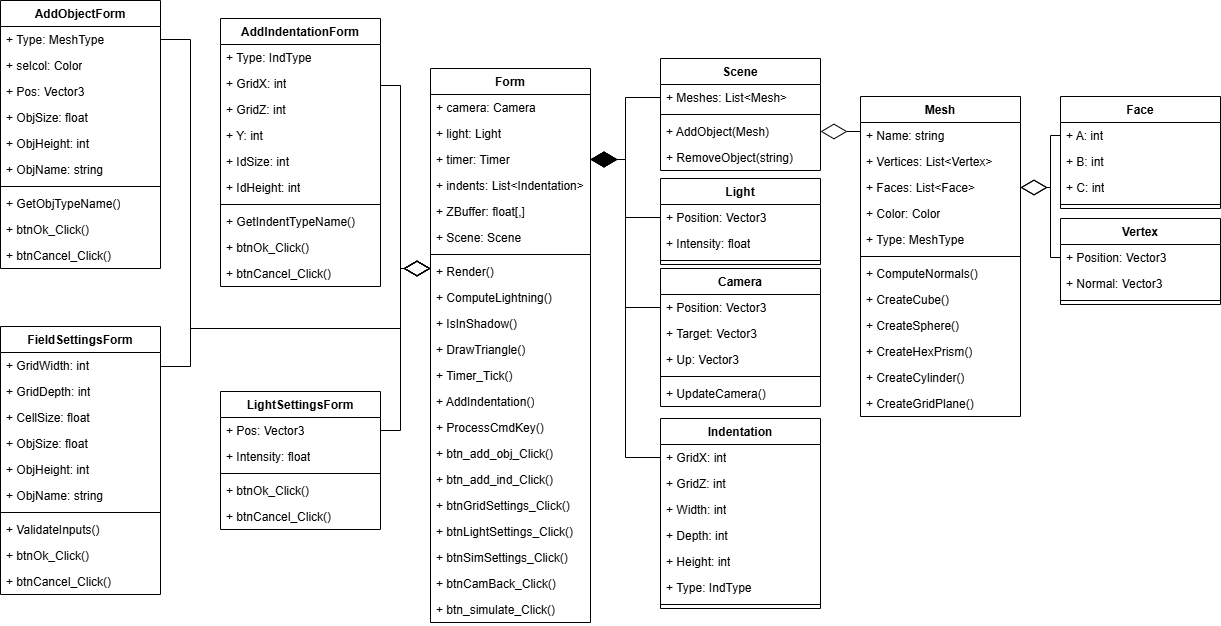 AddObjectForm
+ Type: MeshType
+ selcol: Color
+ Pos: Vector3
+ ObjSize: float
+ ObjHeight: int
+ ObjName: string
+ GetObjTypeName()
+ btnOk_Click()
+ btnCancel_Click()
FieldSettingsForm
+ GridWidth: int
+ GridDepth: int
+ CellSize: float
+ ObjSize: float
+ ObjHeight: int
+ ObjName: string
+ ValidateInputs()
+ btnOk_Click()
+ btnCancel_Click()
AddIndentationForm
+ Type: IndType
+ GridX: int
+ GridZ: int
+ Y: int
+ IdSize: int
+ IdHeight: int
+ GetIndentTypeName()
+ btnOk_Click()
+ btnCancel_Click()
LightSettingsForm
+ Pos: Vector3
+ Intensity: float
+ btnOk_Click()
+ btnCancel_Click()
Form
+ camera: Camera
+ light: Light
+ timer: Timer
+ indents: List<Indentation>
+ ZBuffer: float[,]
+ Scene: Scene
+ Render()
+ ComputeLightning()
+ IsInShadow()
+ DrawTriangle()
+ Timer_Tick()
+ AddIndentation()
+ ProcessCmdKey()
+ btn_add_obj_Click()
+ btn_add_ind_Click()
+ btnGridSettings_Click()
+ btnLightSettings_Click()
+ btnSimSettings_Click()
+ btnCamBack_Click()
+ btn_simulate_Click()
Scene
+ Meshes: List<Mesh>
+ AddObject(Mesh)
+ RemoveObject(string)
Light
+ Position: Vector3
+ Intensity: float
Camera
+ Position: Vector3
+ Target: Vector3
+ Up: Vector3
+ UpdateCamera()
Indentation
+ GridX: int
+ GridZ: int
+ Width: int
+ Depth: int
+ Height: int
+ Type: IndType
Mesh
+ Name: string
+ Vertices: List<Vertex>
+ Faces: List<Face>
+ Color: Color
+ Type: MeshType
+ ComputeNormals()
+ CreateCube()
+ CreateSphere()
+ CreateHexPrism()
+ CreateCylinder()
+ CreateGridPlane()
Face
+ A: int
+ B: int
+ C: int
Vertex
+ Position: Vector3
+ Normal: Vector3